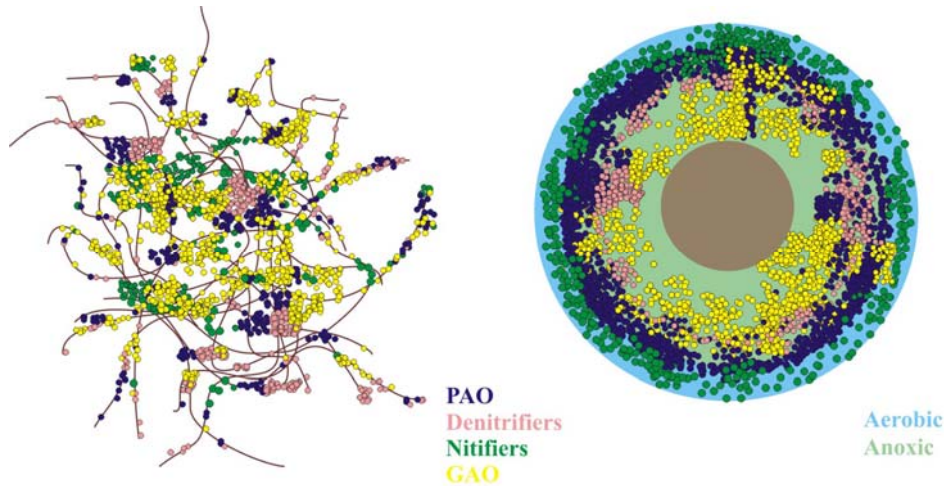 PAO
Denitrifiers
Nitifiers
GAO
Aerobic
Anoxic